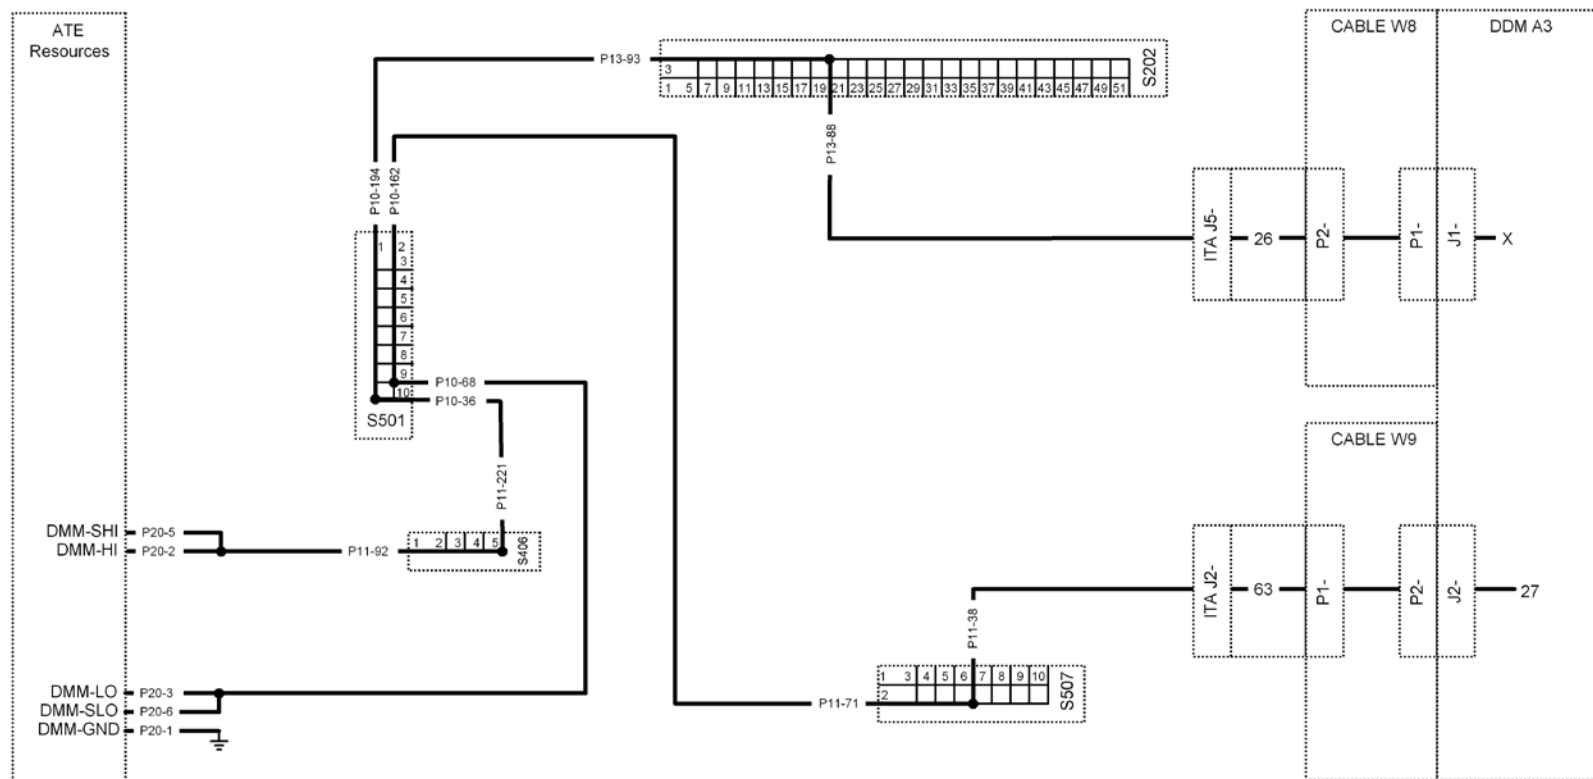 ATE
Resources
CABLE W8
DDM A3
P13-93
3
1 5 7 9 11 13 15 17 19 21 23 25 27 29 31 33 35 37 39 41 43 45 47 49 51
S202
P13-88
P10-194
P10-162
1 2
3
4
5
6
7
8
9
10
S501
P10-68
P10-36
ITA J5-
26
P2-
P1-
J1-
X
CABLE W9
P11-221
DMM-SHI
P20-5
DMM-HI
P20-2
P11-92
1 2 3 4 5
S406
ITA J2-
63
P1-
P2-
J2-
27
P11-38
DMM-LO
P20-3
DMM-SLO
P20-6
DMM-GND
P20-1
P11-71
1 3 4 5 6 7 8 9 10
2
S507